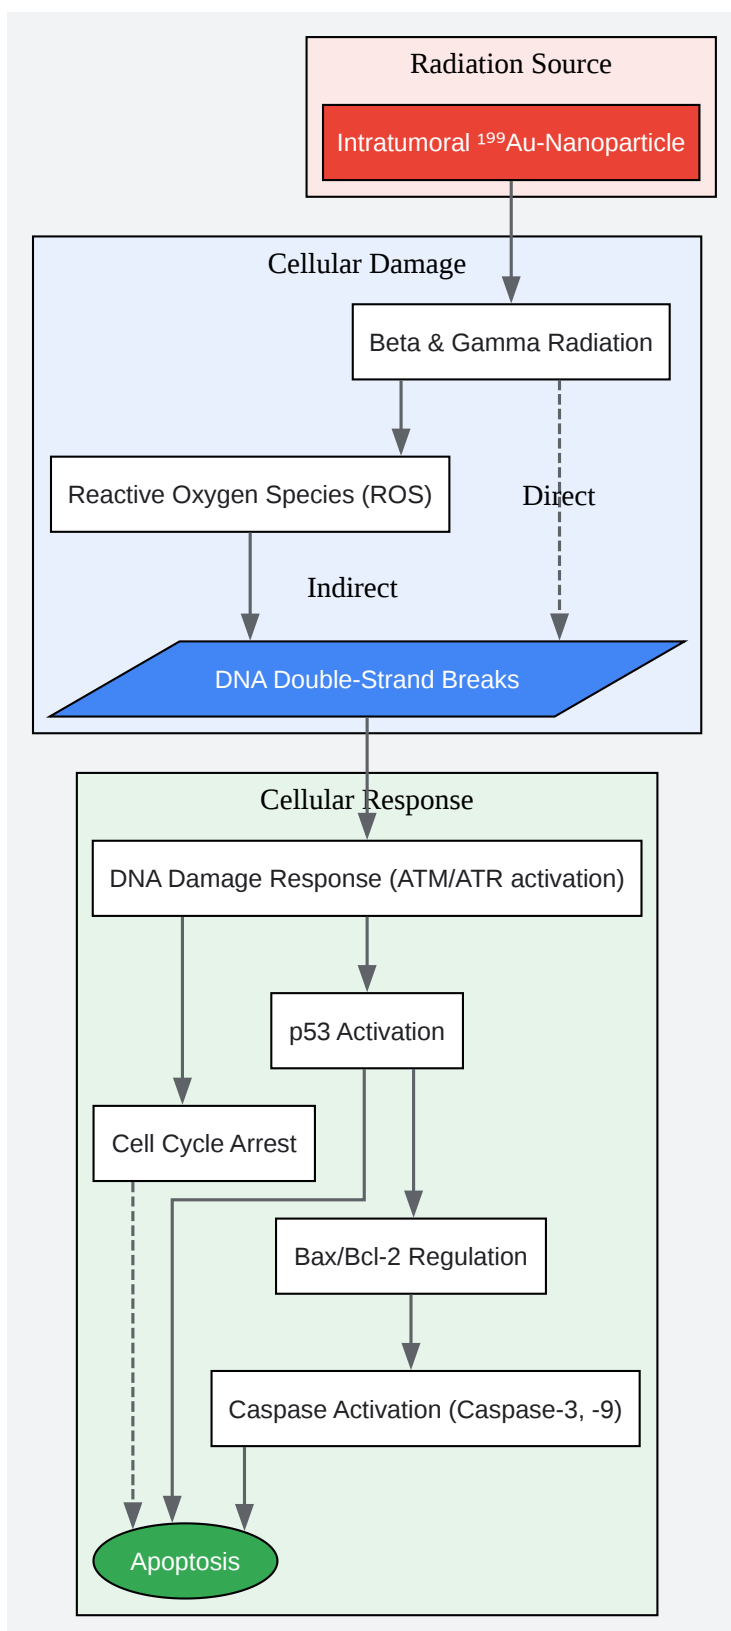 Radiation Source
Intratumoral ¹⁹⁹Au-Nanoparticle
Cellular Damage
Beta & Gamma Radiation
Reactive Oxygen Species (ROS)
Direct
Indirect
DNA Double-Strand Breaks
Cellular Response
DNA Damage Response (ATM/ATR activation)
p53 Activation
Cell Cycle Arrest
Bax/Bcl-2 Regulation
Caspase Activation (Caspase-3, -9)
Apoptosis